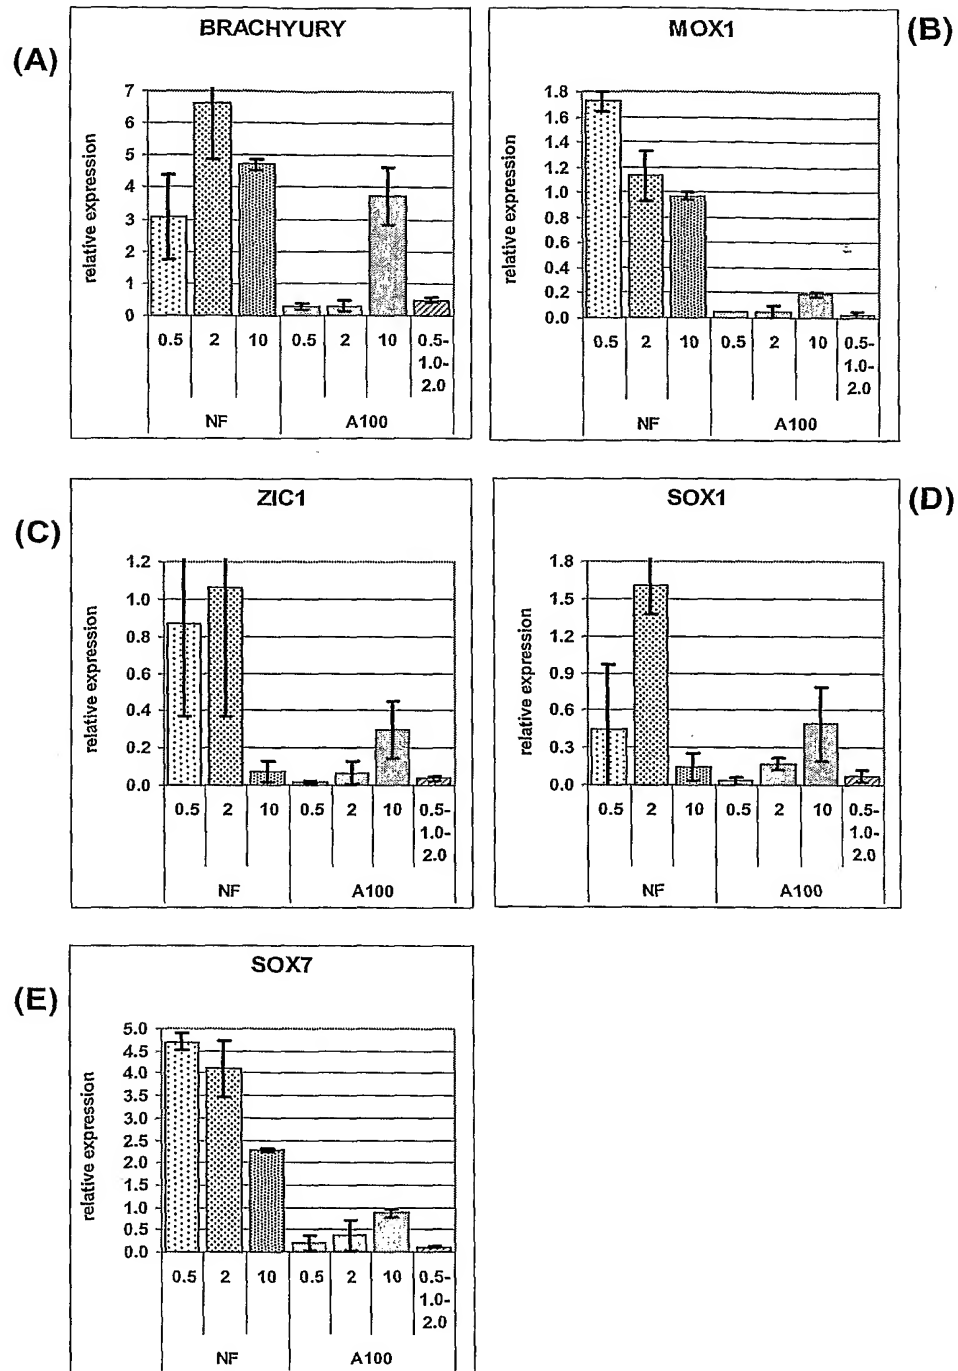 (A)
BRACHYURY
relative expression
7
6
5
4
3
2
1
0
0.5 2 10 0.5 2 10 0.5-
1.0-
2.0
NF A100
MOX1
(B)
relative expression
1.8
1.6
1.4
1.2
1.0
0.8
0.6
0.4
0.2
0.0
0.5 2 10 0.5 2 10 0.5-
1.0-
2.0
NF A100
(C)
ZIC1
relative expression
1.2
1.0
0.8
0.6
0.4
0.2
0.0
0.5 2 10 0.5 2 10 0.5-
1.0-
2.0
NF A100
SOX1
(D)
relative expression
1.8
1.5
1.2
0.9
0.6
0.3
0.0
0.5 2 10 0.5 2 10 0.5-
1.0-
2.0
NF A100
(E)
SOX7
relative expression
5.0
4.5
4.0
3.5
3.0
2.5
2.0
1.5
1.0
0.5
0.0
0.5 2 10 0.5 2 10 0.5-
1.0-
2.0
NF A100